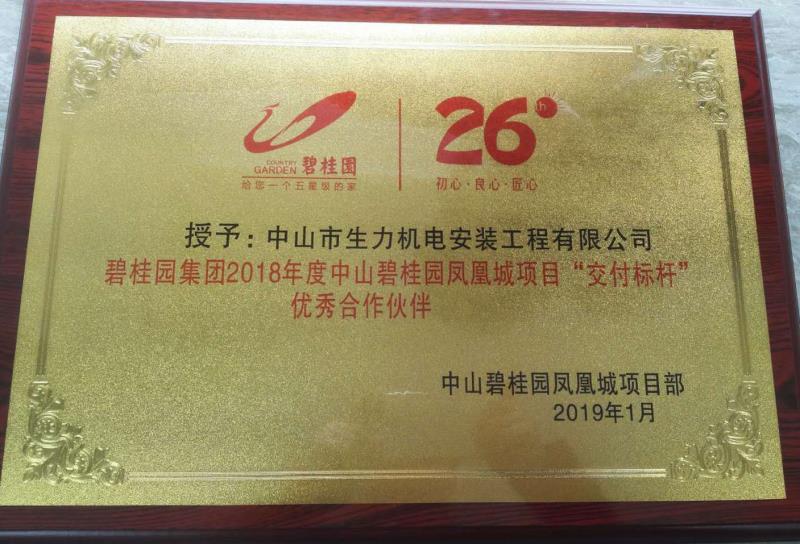 COUNTRY
GARDEN 碧桂園
给您一个五星级的家
26th
初心·良心·匠心
授予：中山市生力机电安装工程有限公司
碧桂园集团2018年度中山碧桂园凤凰城项目“交付标杆”
优秀合作伙伴
中山碧桂园凤凰城项目部
2019年1月